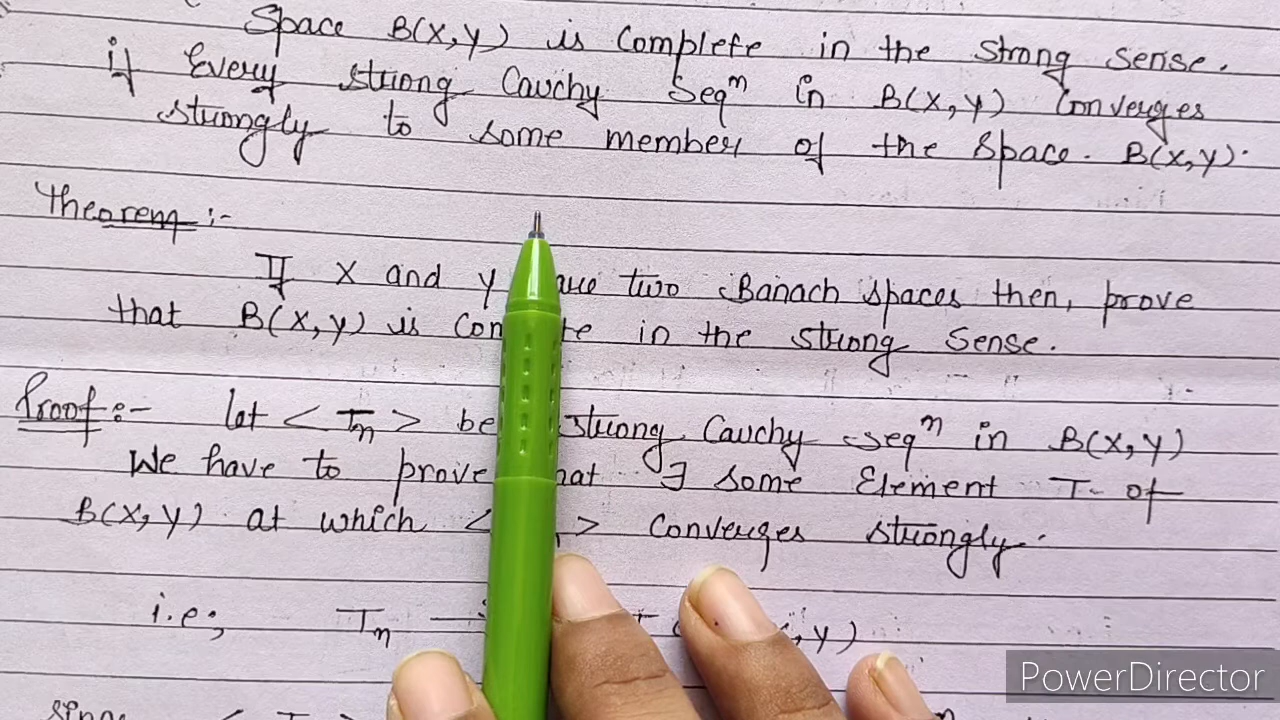 Space B(X,Y) is Complete in the strong sense.
if Every strong Cauchy Seqⁿ in B(X,Y) Converges
strongly to some member of the Space. B(X,Y).
Theorem:-
If X and Y two Banach spaces then, prove
that B(X,Y) is in the strong sense.
Proof:- let <Tₙ> be strong Cauchy seqⁿ in B(X,Y)
We have to prove ∃ some Element T of
B(X,Y) at which > Converges strongly.
i.e; Tₙ Y)
PowerDirector